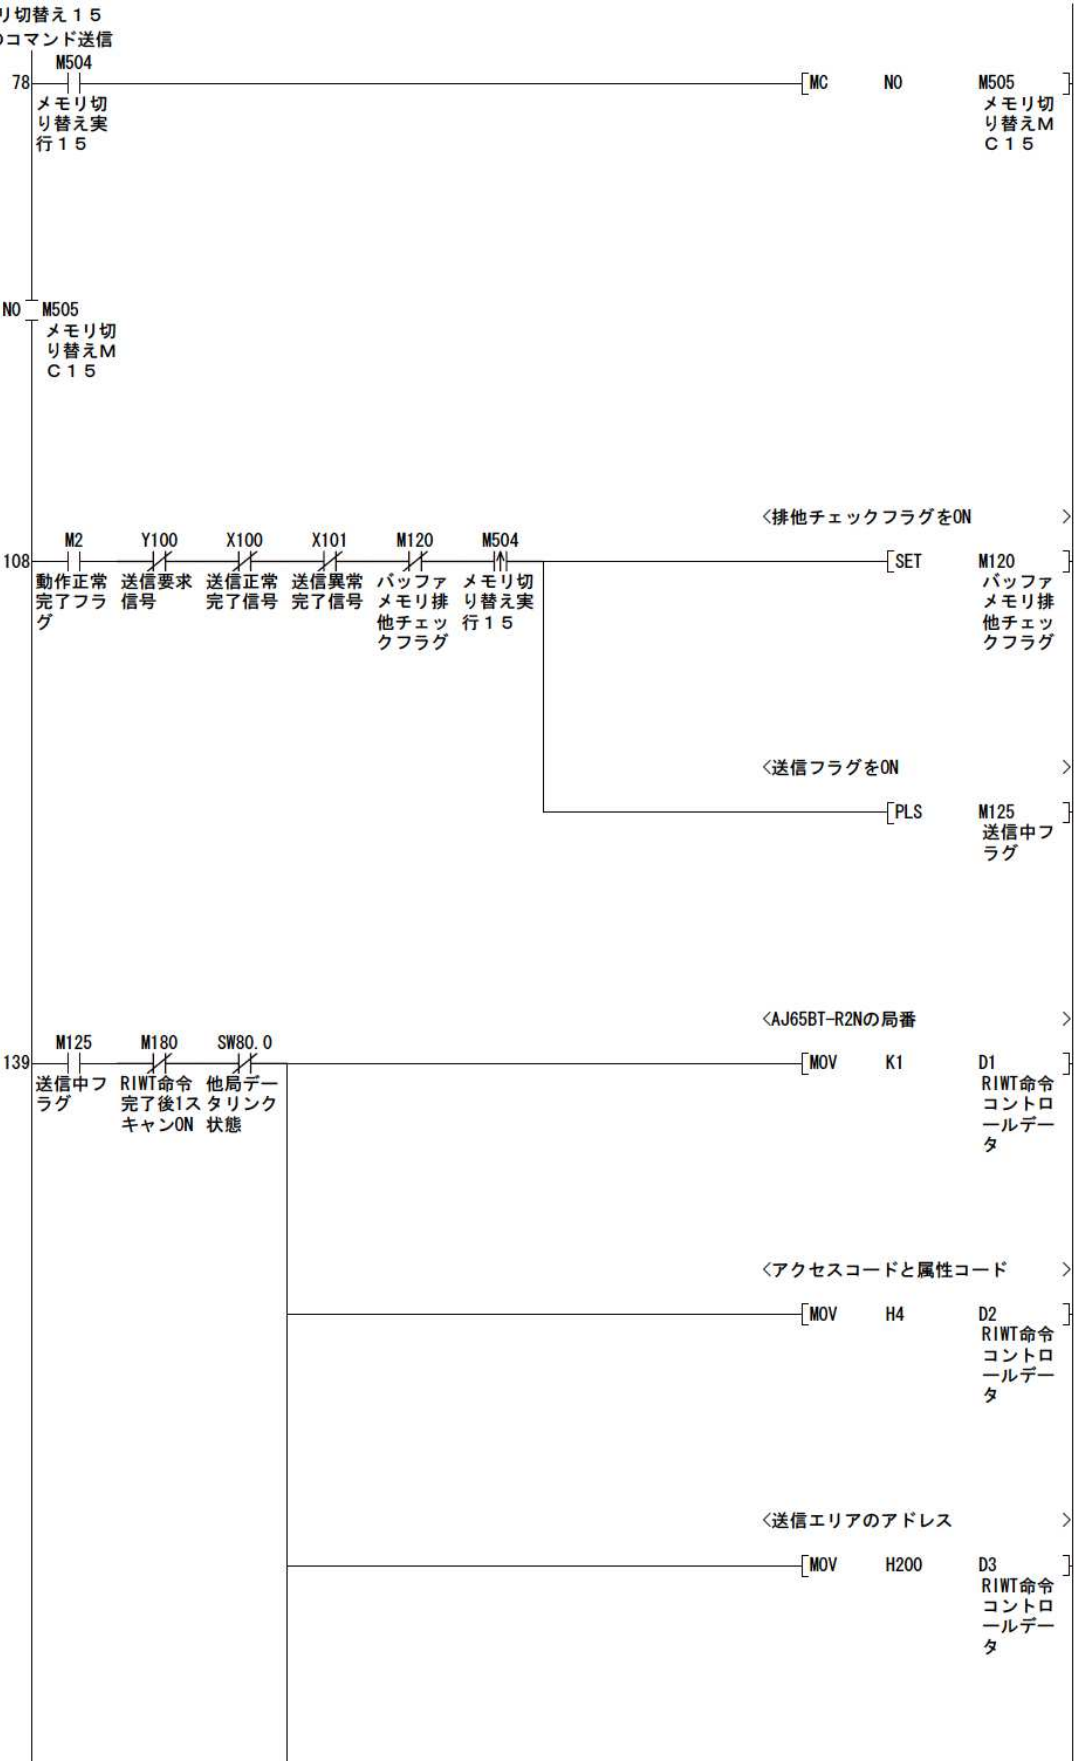 リ切替え１５
コマンド送信
M504
78
MC N0 M505
メモリ切
り替え実
行１５
メモリ切
り替えＭ
Ｃ１５
N0 M505
メモリ切
り替えＭ
Ｃ１５
<排他チェックフラグをON >
M2 Y100 X100 X101 M120 M504
108
SET M120
動作正常
完了フラ
グ
送信要求
信号
送信正常
完了信号
送信異常
完了信号
バッファ
メモリ排
他チェッ
クフラグ
メモリ切
り替え実
行１５
バッファ
メモリ排
他チェッ
クフラグ
<送信フラグをON >
PLS M125
送信中フ
ラグ
<AJ65BT-R2Nの局番 >
M125 M180 SW80.0
139
MOV K1 D1
送信中フ
ラグ
RIWT命令
完了後1ス
キャンON
他局デー
タリンク
状態
RIWT命令
コントロ
ールデー
タ
<アクセスコードと属性コード >
MOV H4 D2
RIWT命令
コントロ
ールデー
タ
<送信エリアのアドレス >
MOV H200 D3
RIWT命令
コントロ
ールデー
タ